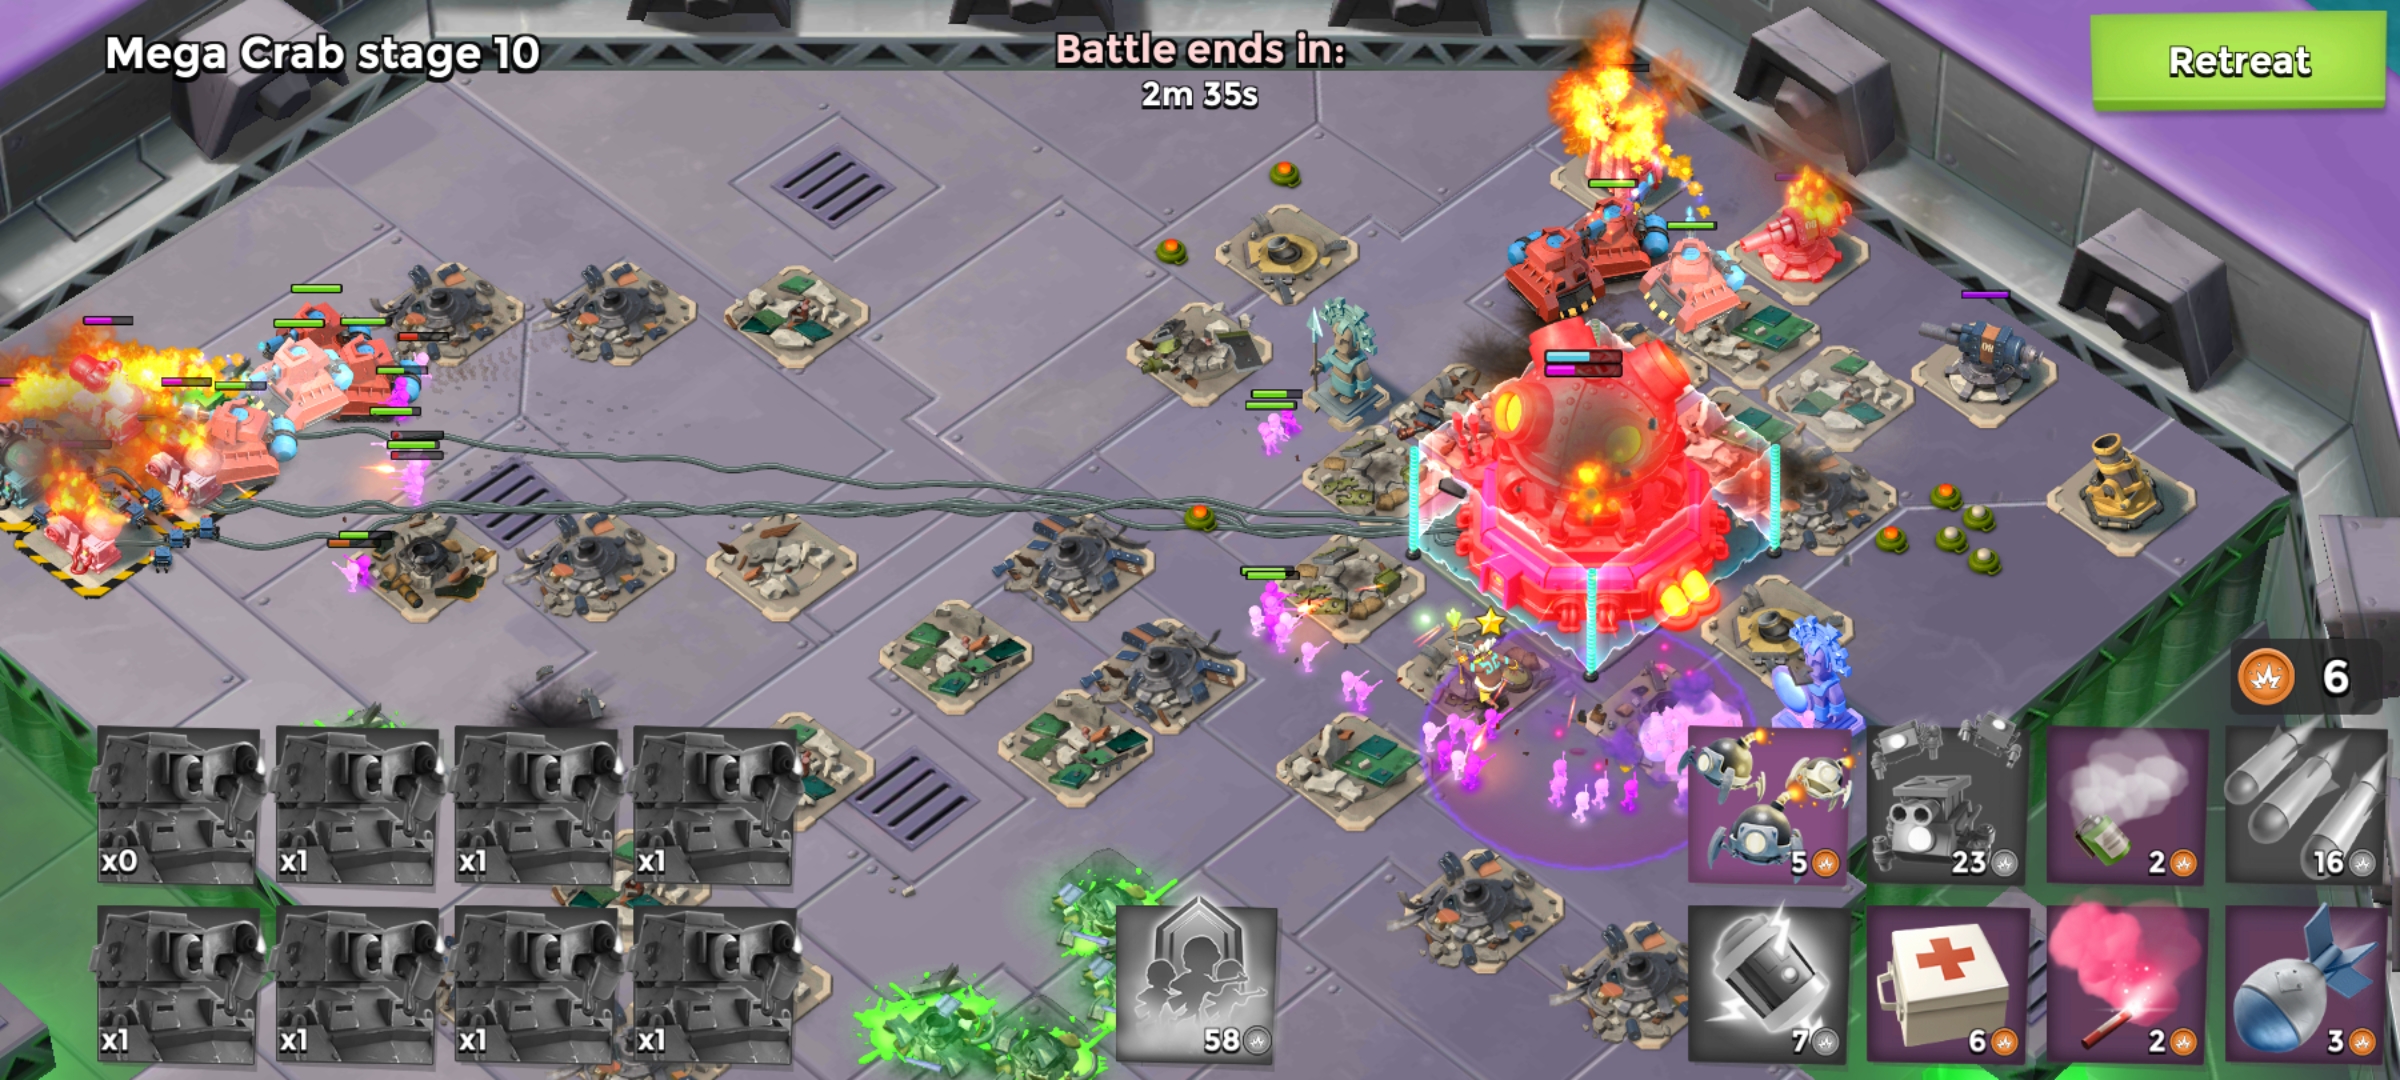 Mega Crab stage 10
Battle ends in:
2m 35s
Retreat
6
x0
x1
x1
x1
5
23
2
16
x1
x1
x1
x1
58
7
6
2
3